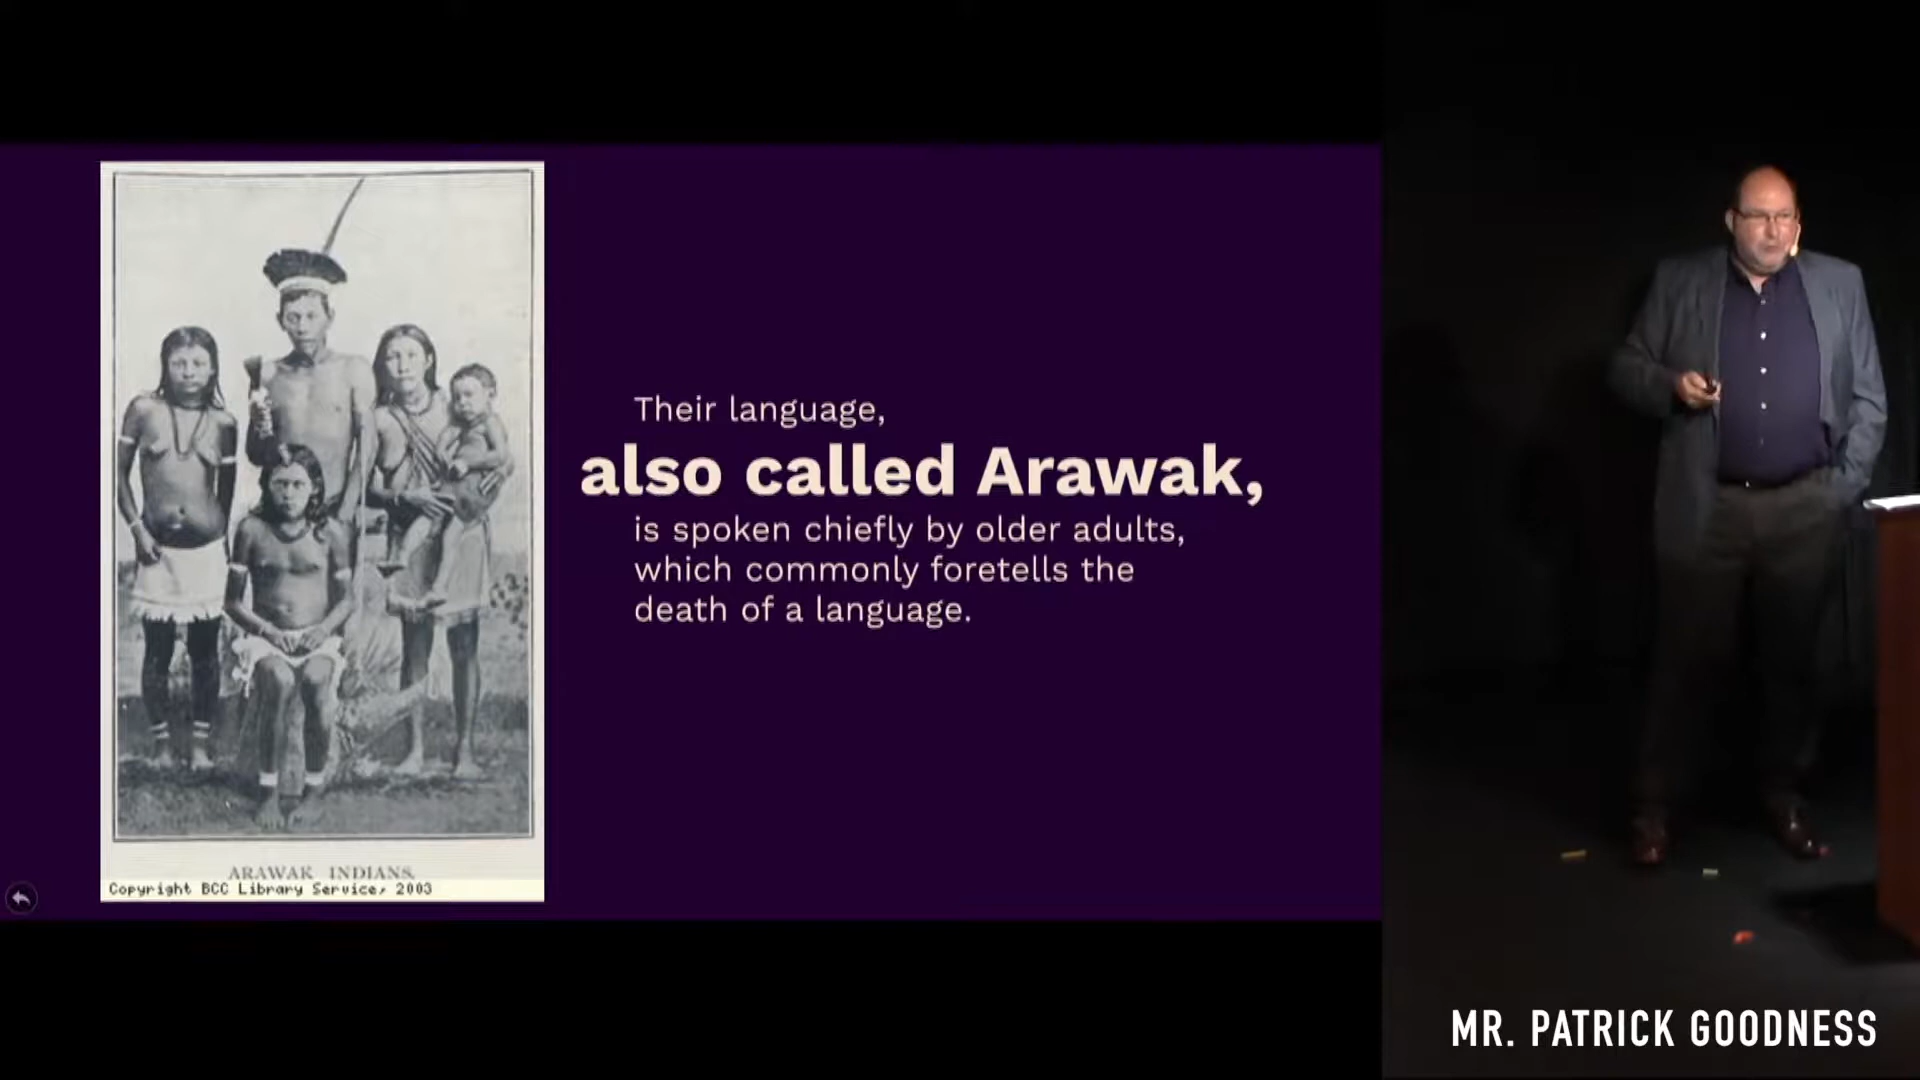 Their language,
also called Arawak,
is spoken chiefly by older adults,
which commonly foretells the
death of a language.
ARAWAK INDIANS.
Copyright BCC Library Service, 2003
MR. PATRICK GOODNESS